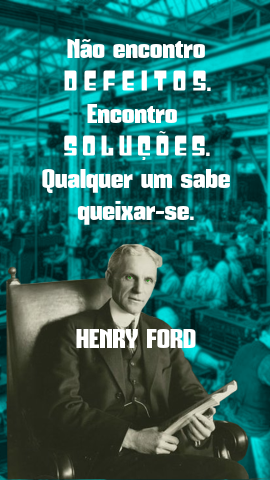 Não encontro
DEFEITOS.
Encontro
SOLUÇÕES.
Qualquer um sabe
queixar-se.
HENRY FORD